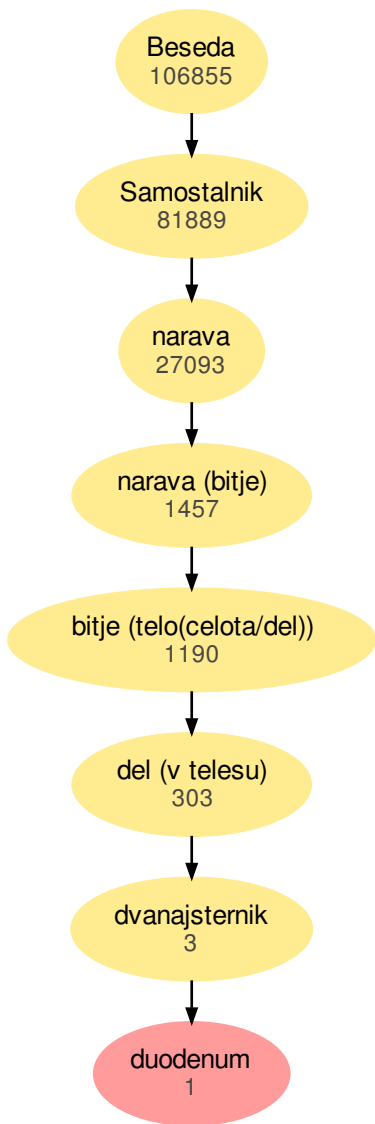 Beseda
106855
Samostalnik
81889
narava
27093
narava (bitje)
1457
bitje (telo(celota/del))
1190
del (v telesu)
303
dvanajsternik
3
duodenum
1